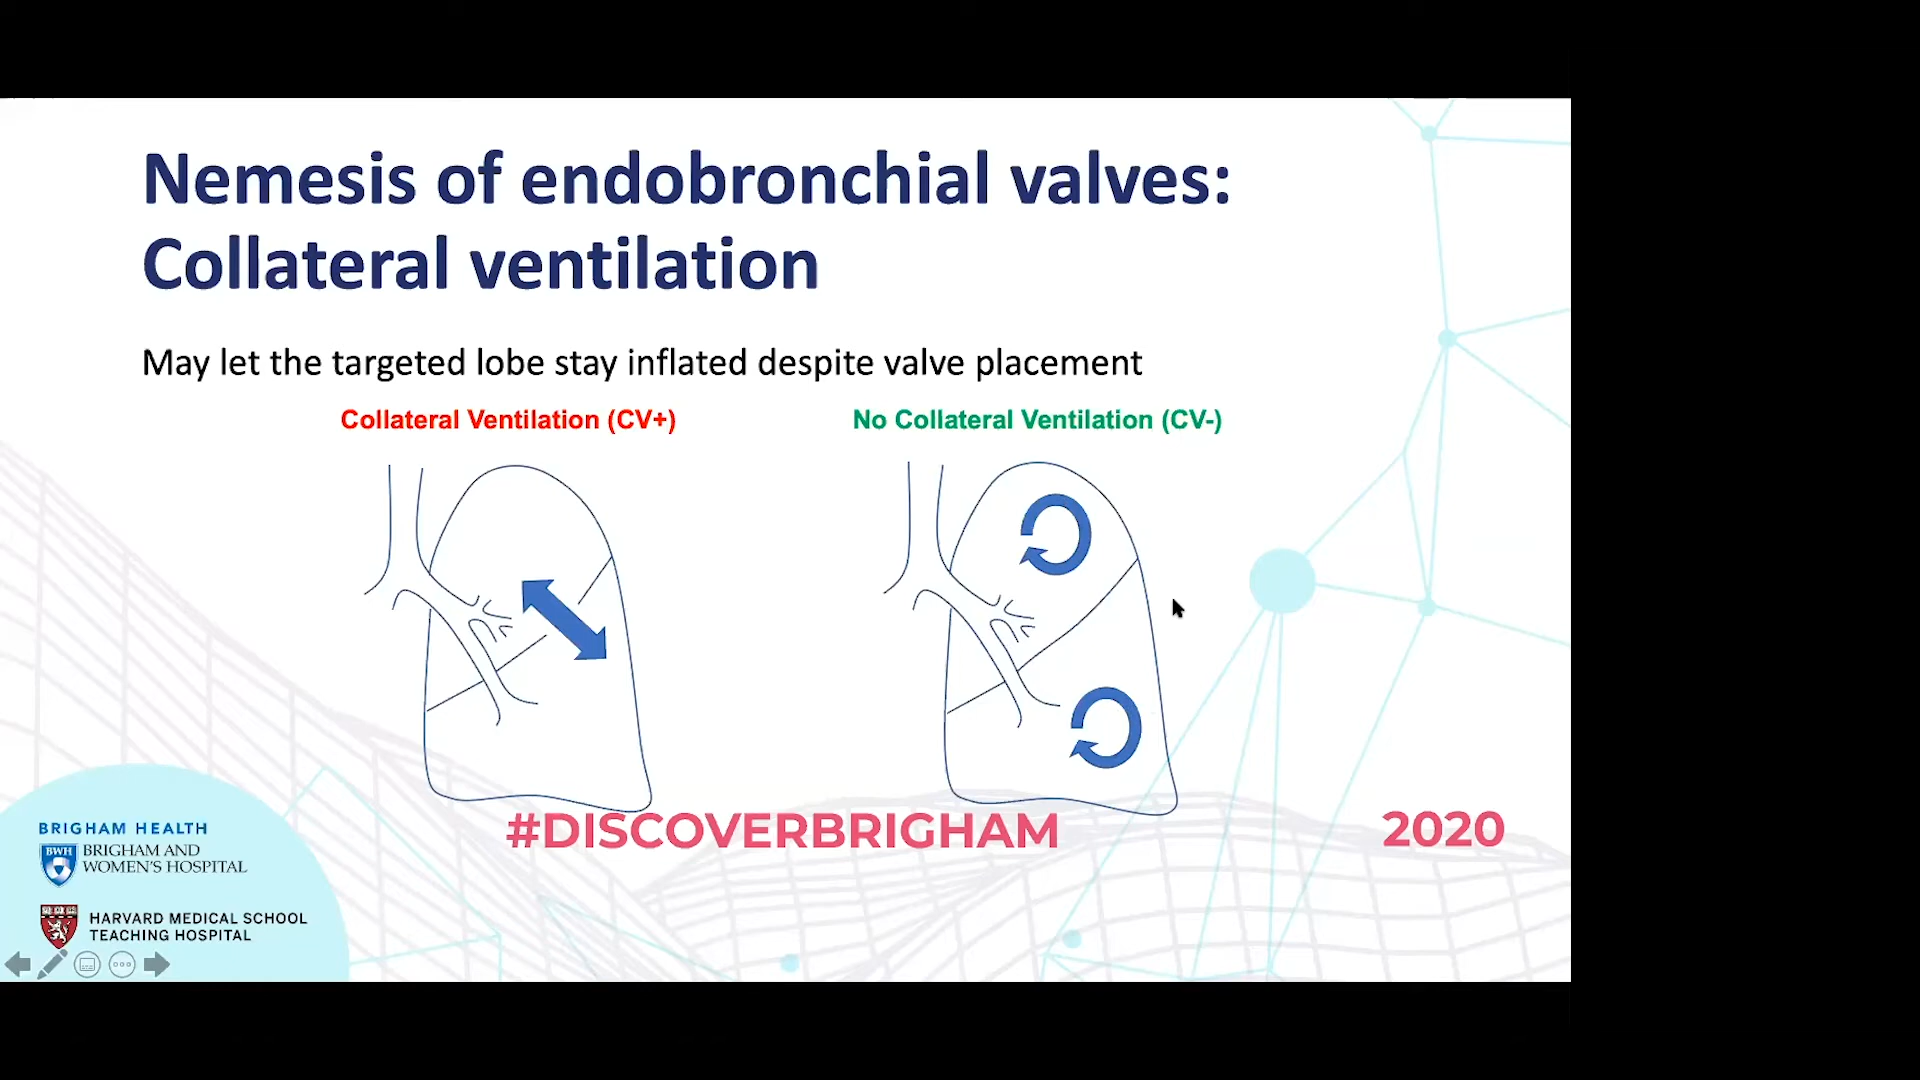 Nemesis of endobronchial valves:
Collateral ventilation
May let the targeted lobe stay inflated despite valve placement
Collateral Ventilation (CV+)
No Collateral Ventilation (CV-)
#DISCOVERBRIGHAM
2020
BRIGHAM HEALTH
BWH
BRIGHAM AND
WOMEN'S HOSPITAL
HARVARD MEDICAL SCHOOL
TEACHING HOSPITAL